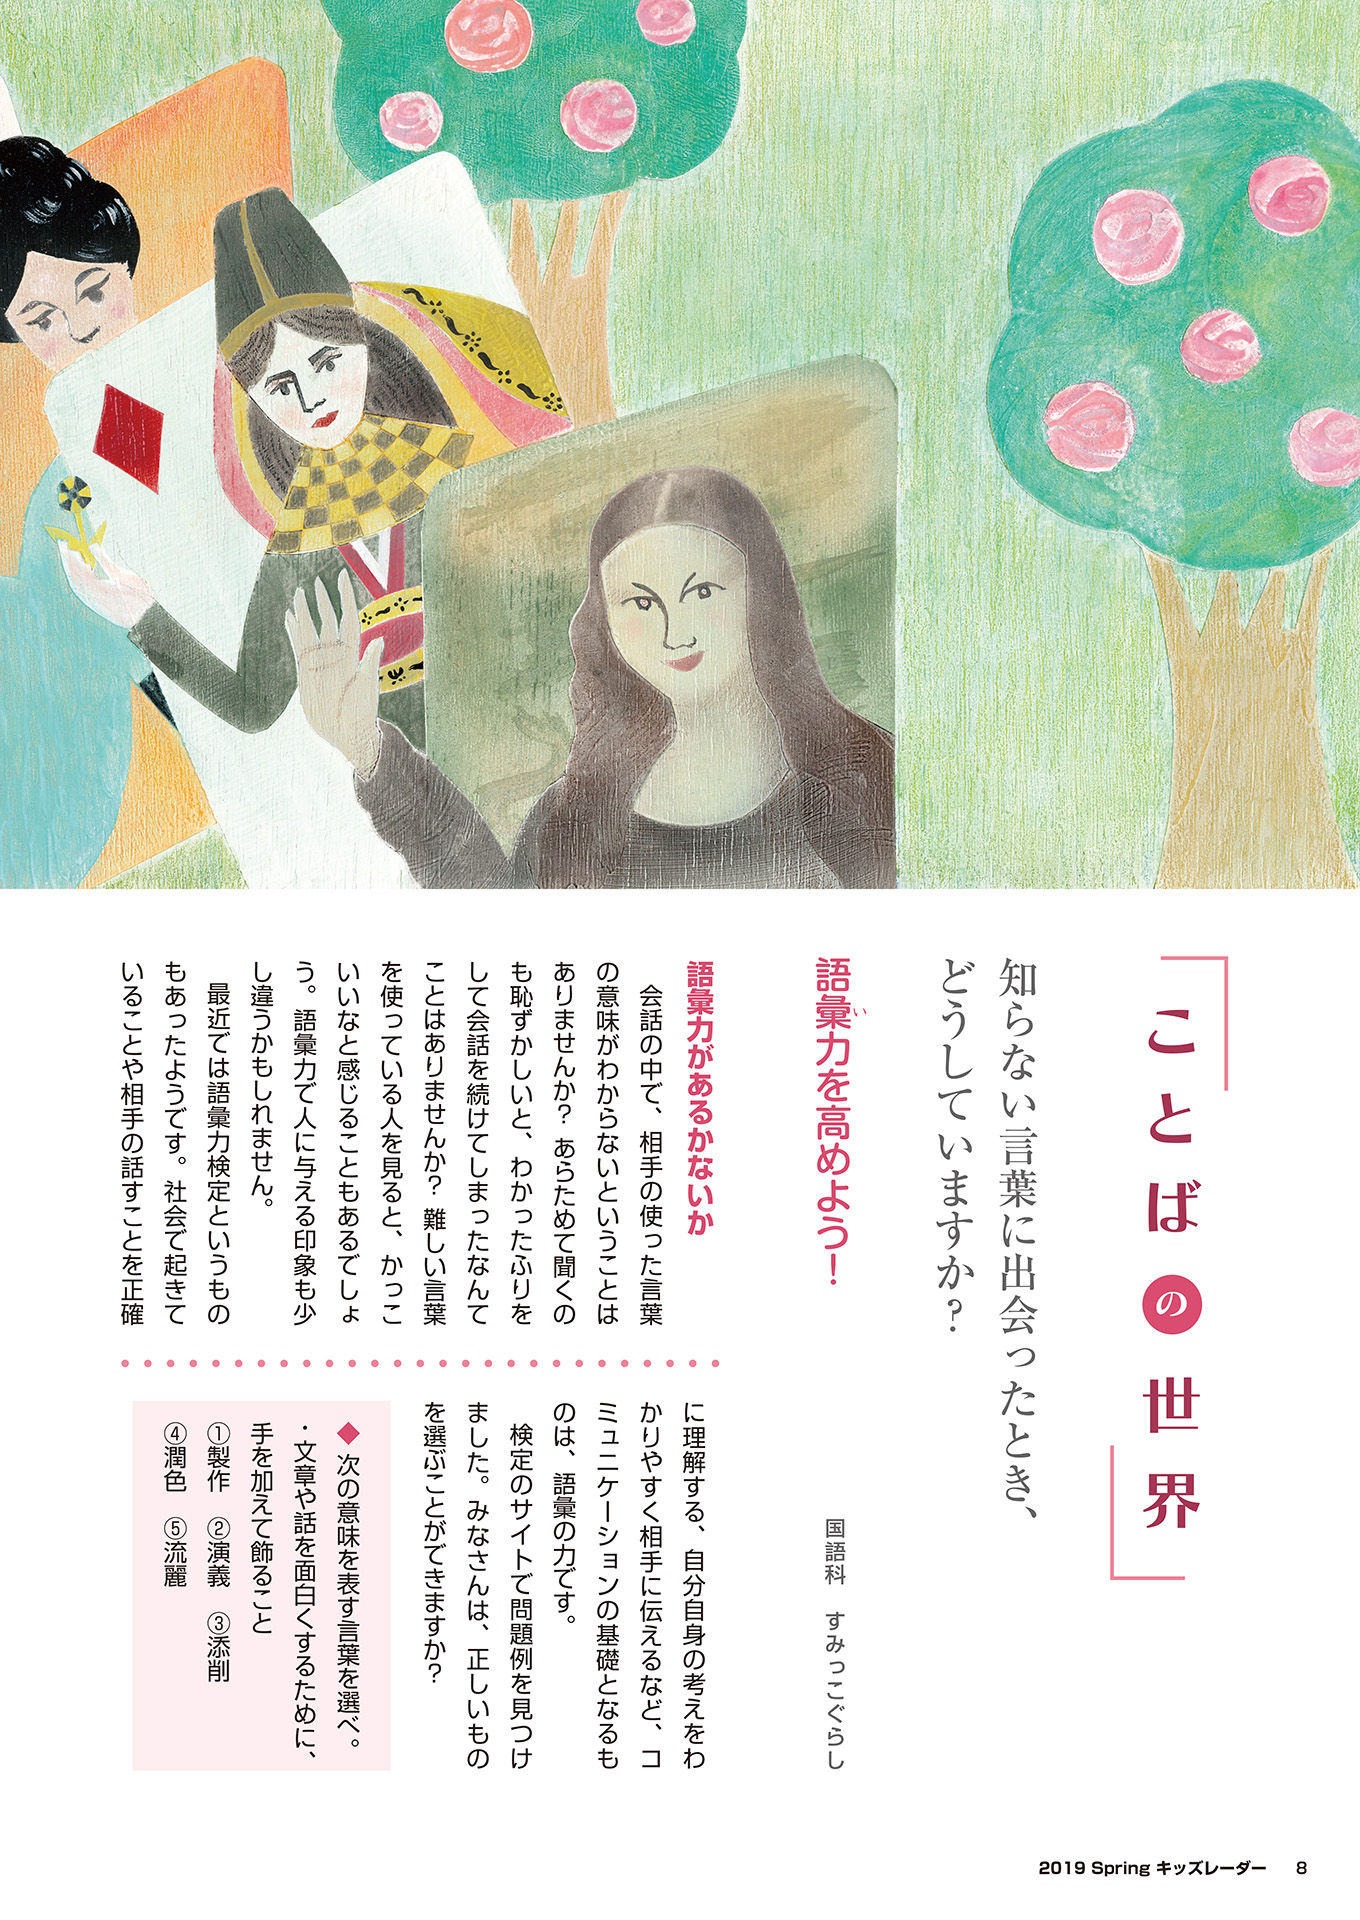 ことばの世界
知らない言葉に出会ったとき、
どうしていますか？
語彙力を高めよう！
い
国語科　すみっこぐらし
語彙力があるかないか
　会話の中で、相手の使った言葉
の意味がわからないということは
ありませんか？ あらためて聞くの
も恥ずかしいと、わかったふりを
して会話を続けてしまったなんて
ことはありませんか？ 難しい言葉
を使っている人を見ると、かっこ
いいなと感じることもあるでしょ
う。語彙力で人に与える印象も少
し違うかもしれません。
　最近では語彙力検定というもの
もあったようです。社会で起きて
いることや相手の話すことを正確
に理解する、自分自身の考えをわ
かりやすく相手に伝えるなど、コ
ミュニケーションの基礎となるも
のは、語彙の力です。
　検定のサイトで問題例を見つけ
ました。みなさんは、正しいもの
を選ぶことができますか？
◆ 次の意味を表す言葉を選べ。
・文章や話を面白くするために、
手を加えて飾ること
①製作　②演義　③添削
④潤色　⑤流麗
2019 Spring キッズレーダー　8